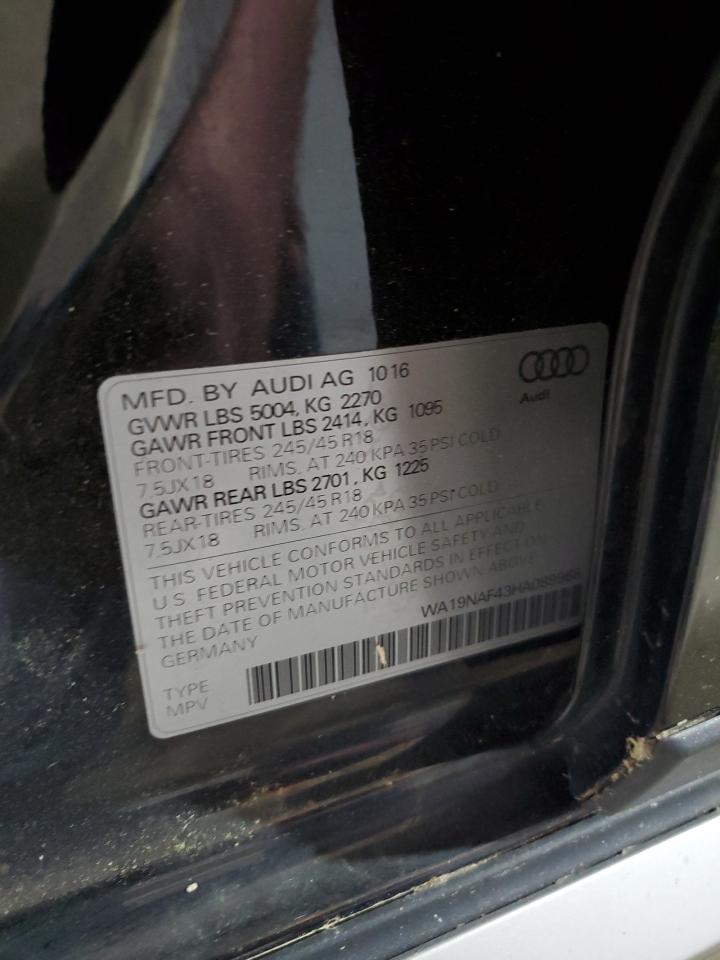 MFD. BY AUDI AG 1016
GVWR LBS 5004, KG 2270
GAWR FRONT LBS 2414, KG 1095
FRONT-TIRES 245/45 R18
7.5JX18 RIMS. AT 240 KPA 35 PSI COLD
GAWR REAR LBS 2701, KG 1225
REAR-TIRES 245/45 R18
7.5JX18 RIMS. AT 240 KPA 35 PSI COLD
Audi
THIS VEHICLE CONFORMS TO ALL APPLICABLE
U.S. FEDERAL MOTOR VEHICLE SAFETY AND
THEFT PREVENTION STANDARDS IN EFFECT ON
THE DATE OF MANUFACTURE SHOWN ABOVE
GERMANY
TYPE
MPV